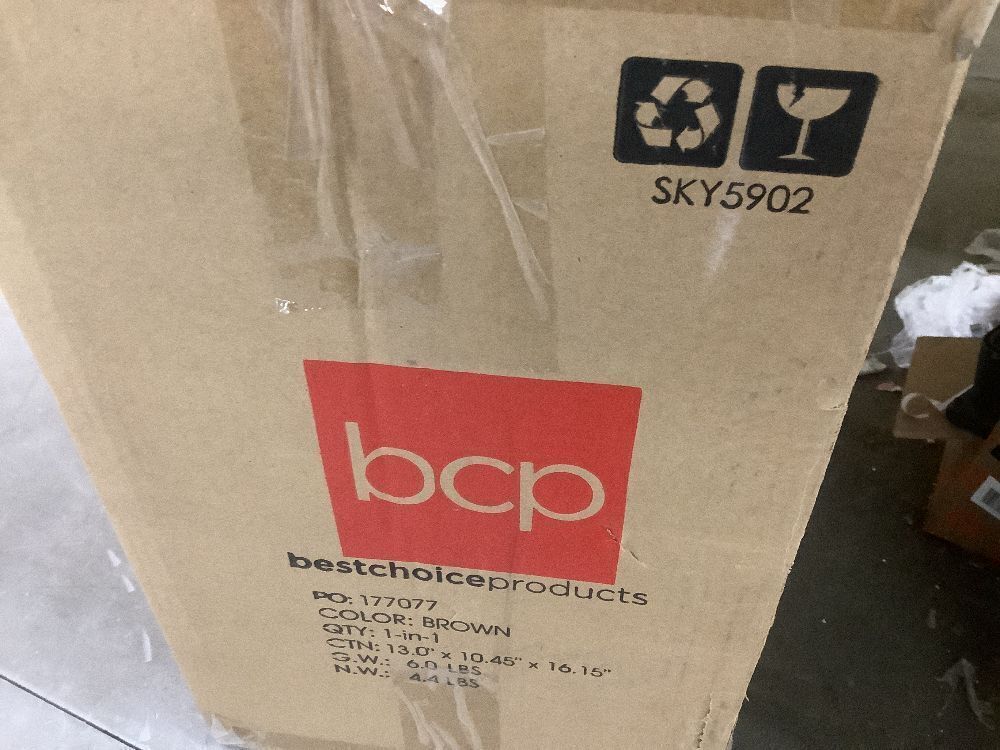 SKY5902
bcp
bestchoiceproducts
PO: 177077
COLOR: BROWN
QTY: 1-in-1
CTN: 13.0" x 10.45" x 16.15"
G.W.: 6.0 LBS
N.W.: 4.4 LBS